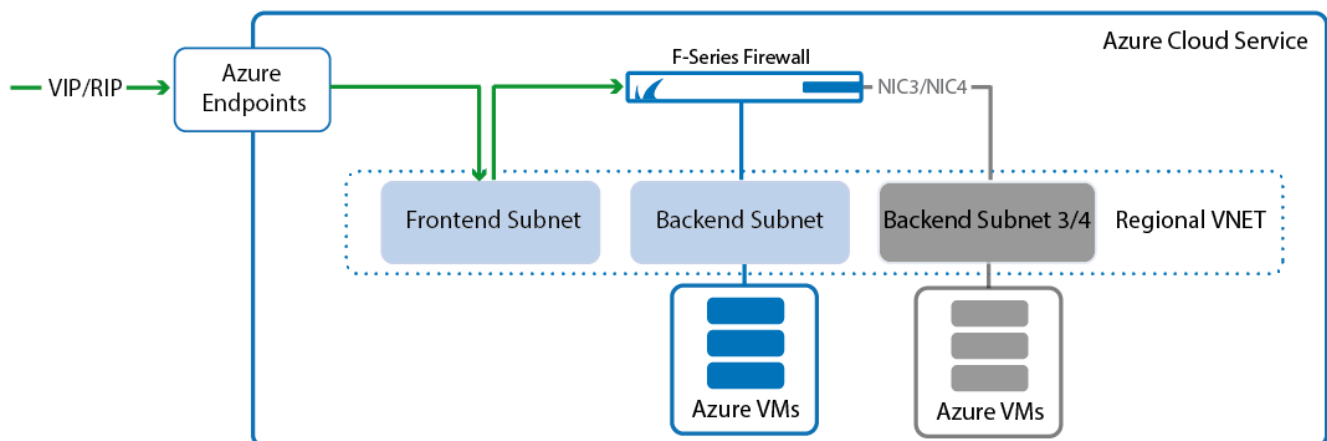 Azure Cloud Service
F-Series Firewall
VIP/RIP
Azure
Endpoints
NIC3/NIC4
Frontend Subnet
Backend Subnet
Backend Subnet 3/4
Regional VNET
Azure VMs
Azure VMs